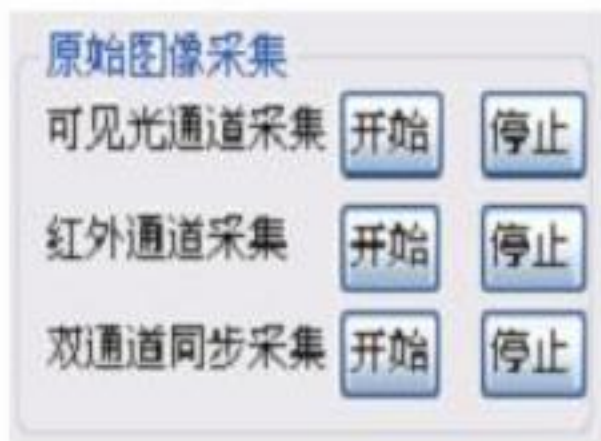 原始图像采集
可见光通道采集 开始 停止
红外通道采集 开始 停止
双通道同步采集 开始 停止